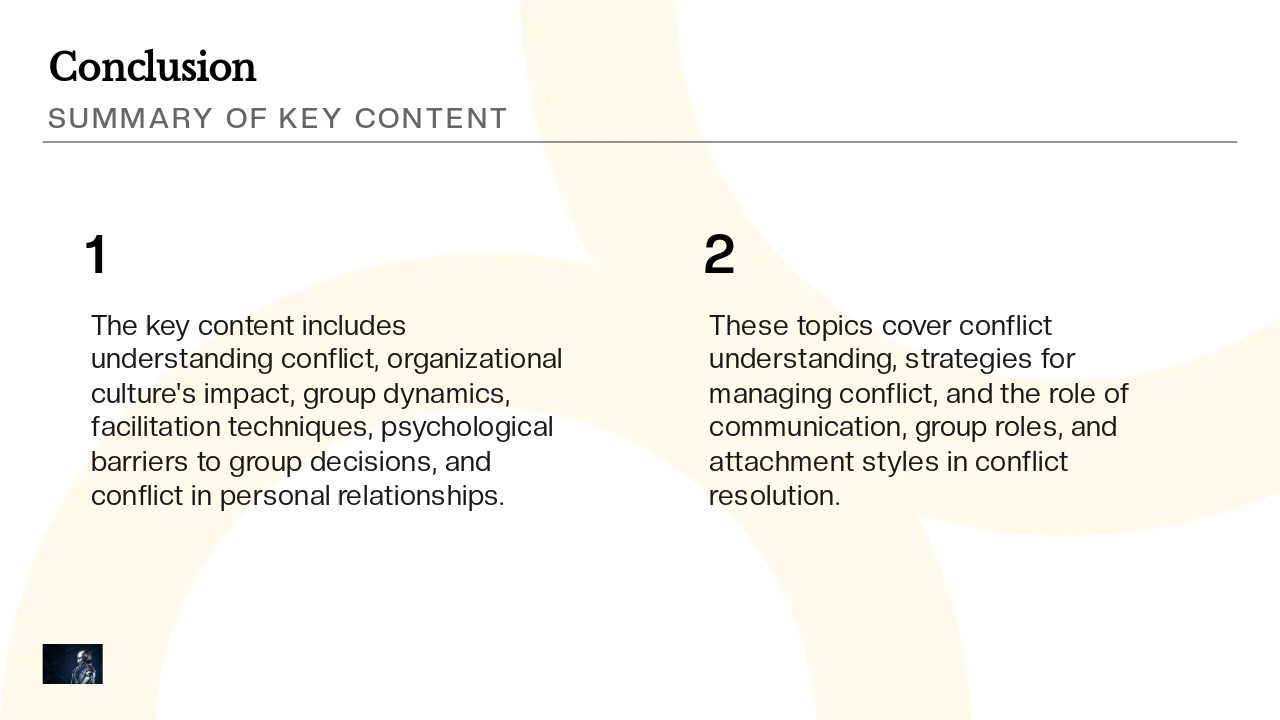 Conclusion
SUMMARY OF KEY CONTENT
1
The key content includes
understanding conflict, organizational
culture's impact, group dynamics,
facilitation techniques, psychological
barriers to group decisions, and
conflict in personal relationships.
2
These topics cover conflict
understanding, strategies for
managing conflict, and the role of
communication, group roles, and
attachment styles in conflict
resolution.